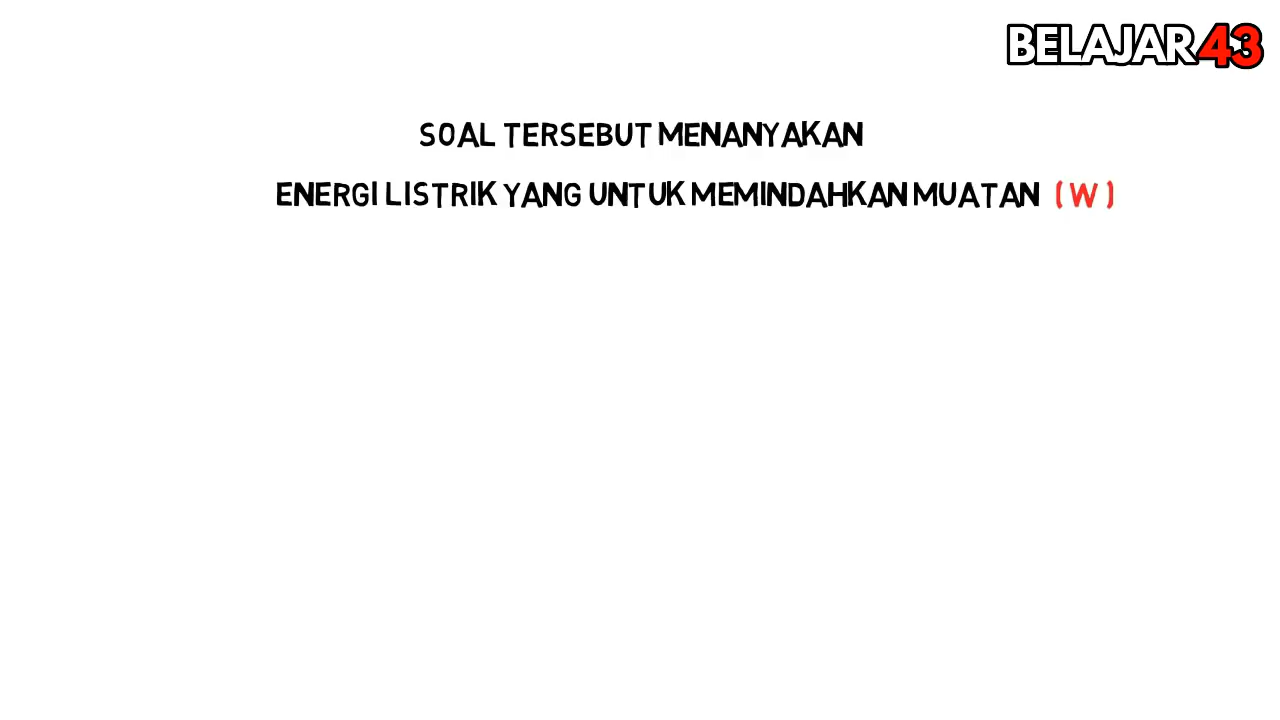 BELAJAR43
SOAL TERSEBUT MENANYAKAN
ENERGI LISTRIK YANG UNTUK MEMINDAHKAN MUATAN (W)